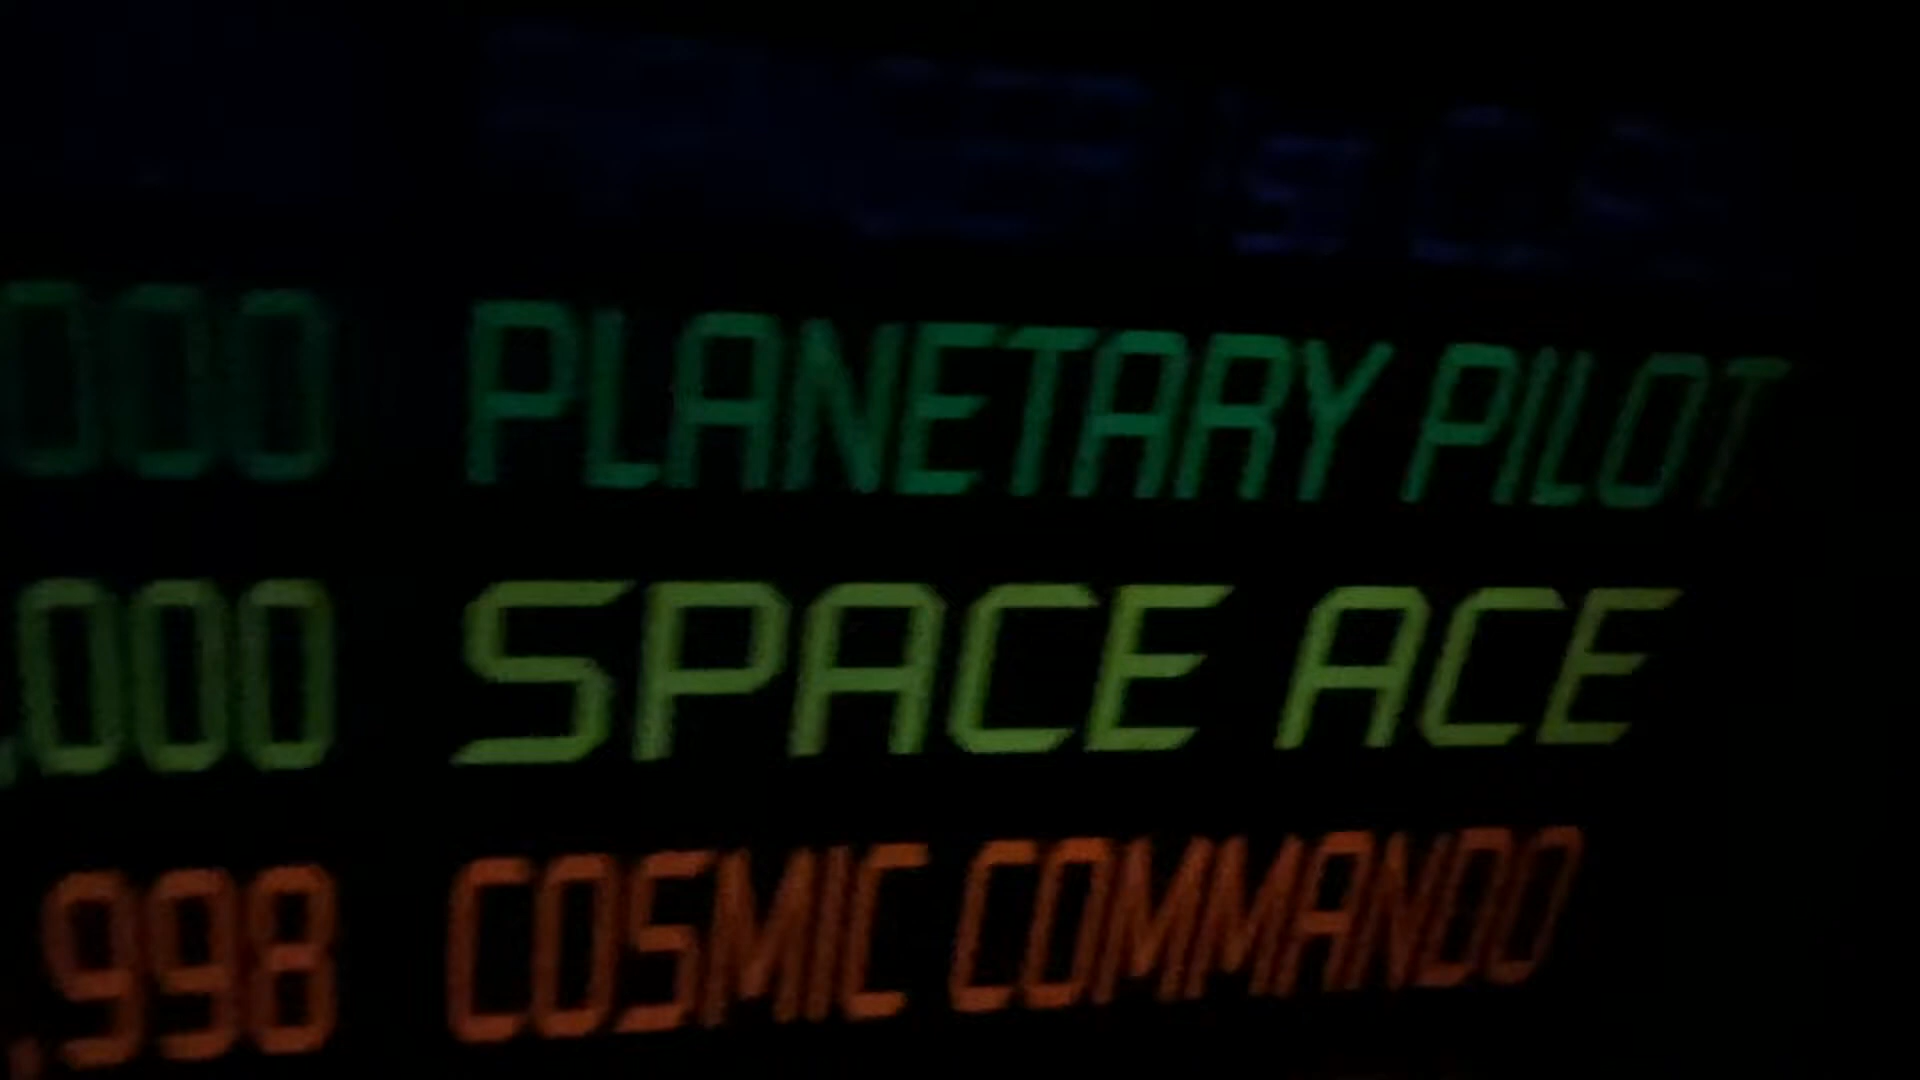 000 PLANETARY PILOT
,000 SPACE ACE
,998 COSMIC COMMANDO